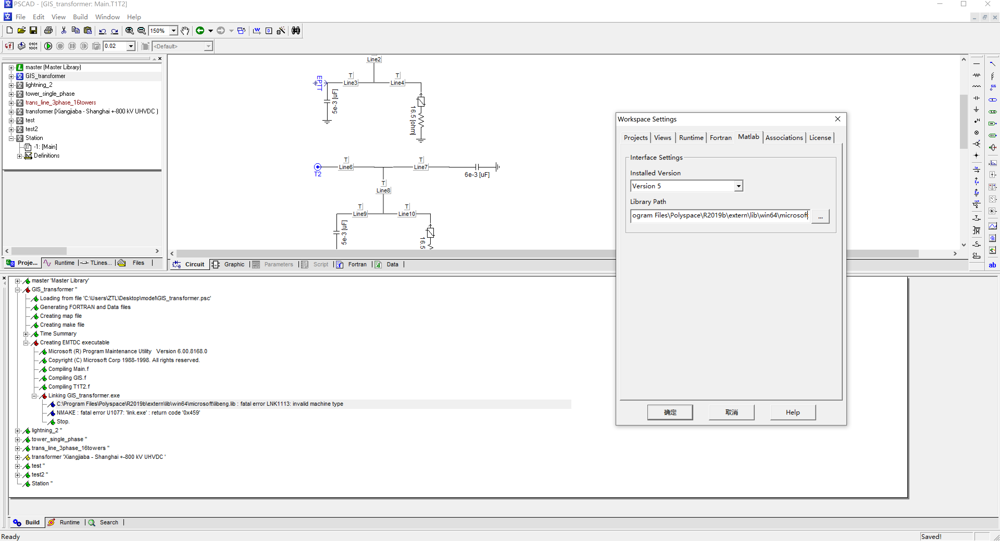 PSCAD - [GIS_transformer: Main.T1T2]
File Edit View Build Window Help
150%
0.02
<Default>
master (Master Library)
GIS_transformer
lightning_2
tower_single_phase
trans_line_3phase_16towers
transformer (Xiangjiaba - Shanghai +-800 kV UHVDC )
test
test2
Station
-1: [Main]
Definitions
Proje... Runtime TLines... Files
Line2
T
Line3
T
Line4
EPTT
5e-3 [uF]
16.5 [ohm]
T2
T
Line6
T
Line7
6e-3 [uF]
T
Line8
T
Line9
T
Line10
5e-3 [uF]
16.5
Circuit Graphic Parameters Script Fortran Data
Workspace Settings
Projects Views Runtime Fortran Matlab Associations License
Interface Settings
Installed Version
Version 5
Library Path
ogram Files\Polyspace\R2019b\extern\lib\win64\microsoft
...
确定 取消 Help
master 'Master Library'
GIS_transformer ''
Loading from file 'C:\Users\ZTL\Desktop\model\GIS_transformer.psc'
Generating FORTRAN and Data files
Creating map file
Creating make file
Time Summary
Creating EMTDC executable
Microsoft (R) Program Maintenance Utility Version 6.00.8168.0
Copyright (C) Microsoft Corp 1988-1998. All rights reserved.
Compiling Main.f
Compiling GIS.f
Compiling T1T2.f
Linking GIS_transformer.exe
C:\Program Files\Polyspace\R2019b\extern\lib\win64\microsoft\libeng.lib : fatal error LNK1113: invalid machine type
NMAKE : fatal error U1077: 'link.exe' : return code '0x459'
Stop.
lightning_2 ''
tower_single_phase ''
trans_line_3phase_16towers ''
transformer 'Xiangjiaba - Shanghai +-800 kV UHVDC '
test ''
test2 ''
Station ''
Build Runtime Search
Ready
Saved!
ab